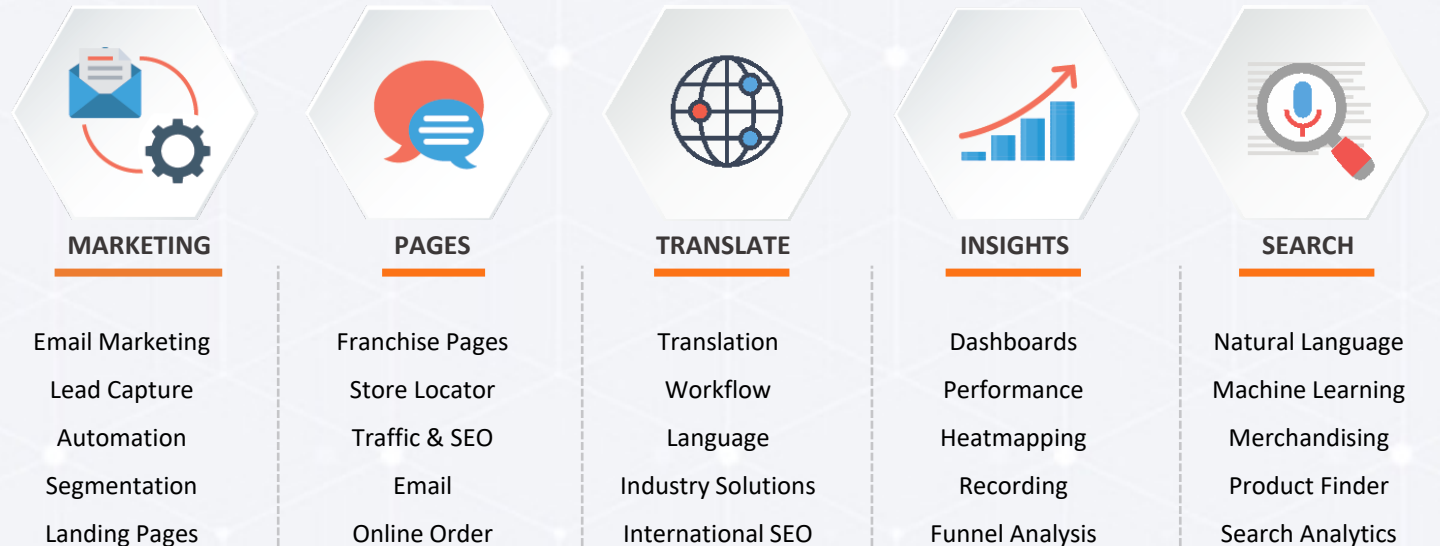 MARKETING
Email Marketing
Lead Capture
Automation
Segmentation
Landing Pages
PAGES
Franchise Pages
Store Locator
Traffic & SEO
Email
Online Order
TRANSLATE
Translation
Workflow
Language
Industry Solutions
International SEO
INSIGHTS
Dashboards
Performance
Heatmapping
Recording
Funnel Analysis
SEARCH
Natural Language
Machine Learning
Merchandising
Product Finder
Search Analytics